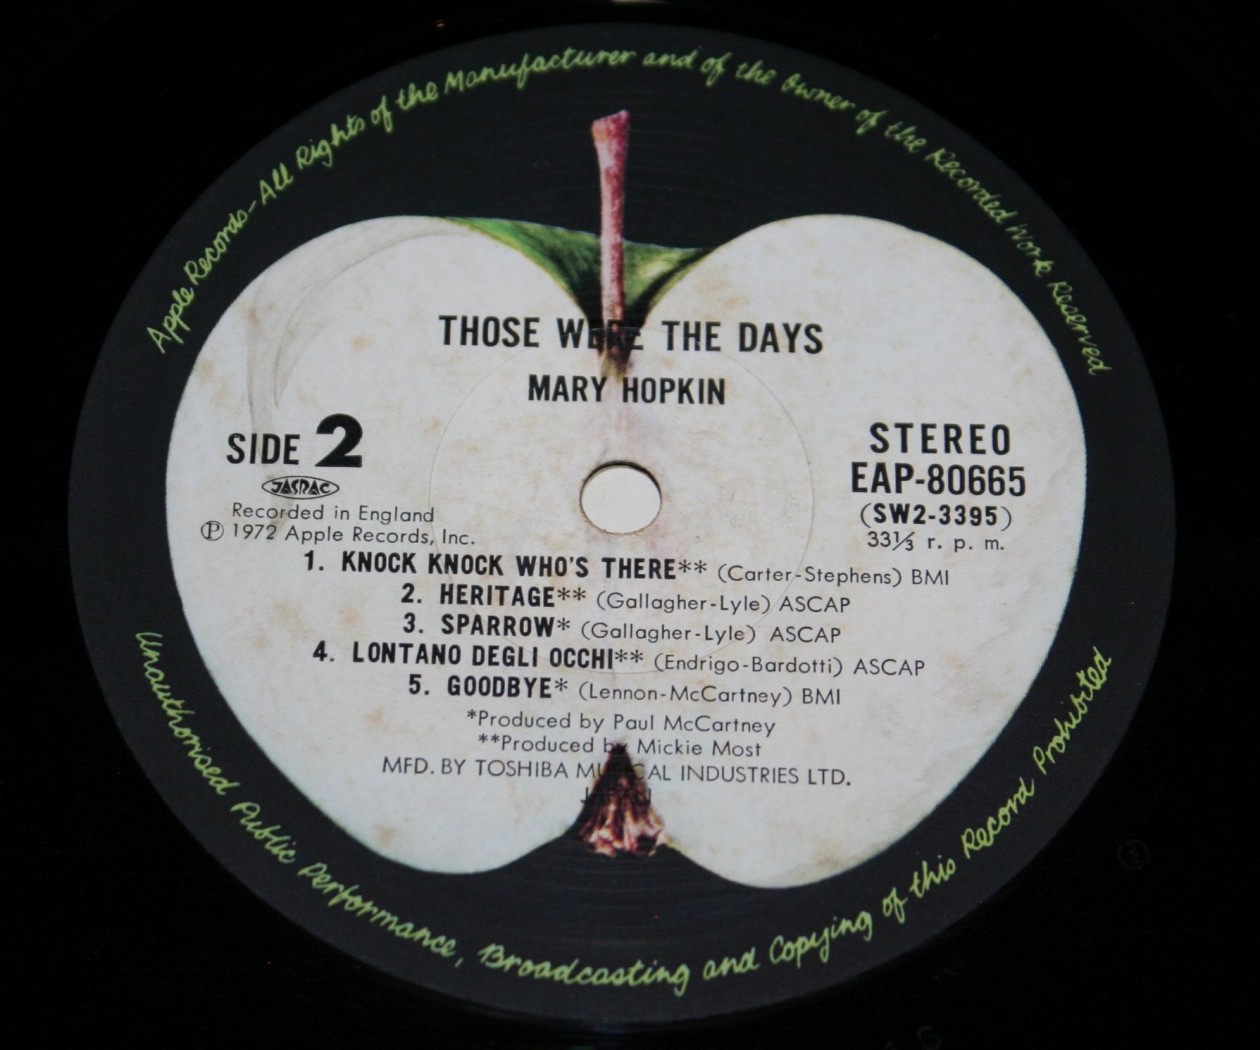 Apple Records-All Rights of the Manufacturer and of the Owner of the Recorded Work Reserved
THOSE WERE THE DAYS
MARY HOPKIN
SIDE 2
JASRAC
Recorded in England
Ⓟ 1972 Apple Records, Inc.
STEREO
EAP-80665
(SW2-3395)
33⅓ r. p. m.
1. KNOCK KNOCK WHO'S THERE** (Carter-Stephens) BMI
2. HERITAGE** (Gallagher-Lyle) ASCAP
3. SPARROW* (Gallagher-Lyle) ASCAP
4. LONTANO DEGLI OCCHI** (Endrigo-Bardotti) ASCAP
5. GOODBYE* (Lennon-McCartney) BMI
*Produced by Paul McCartney
**Produced by Mickie Most
MFD. BY TOSHIBA MUSICAL INDUSTRIES LTD.
JAPAN
Unauthorised Public Performance, Broadcasting and Copying of this Record Prohibited